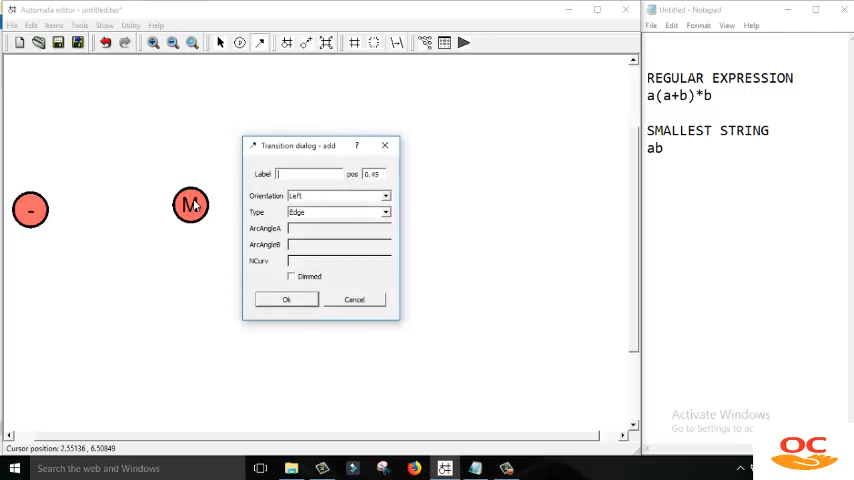 Automata editor - untitled.txt*
File Edit Items Tools Show Utility Help
Untitled - Notepad
File Edit Format View Help
REGULAR EXPRESSION
a(a+b)*b
SMALLEST STRING
ab
Transition dialog - add ?
Label pos 0.45
Orientation Left
Type Edge
ArcAngleA
ArcAngleB
NCurv
Dimmed
Ok Cancel
-
M
Activate Windows
Go to Settings to ac
OC
Cursor position: 2.55136, 6.50849
Search the web and Windows